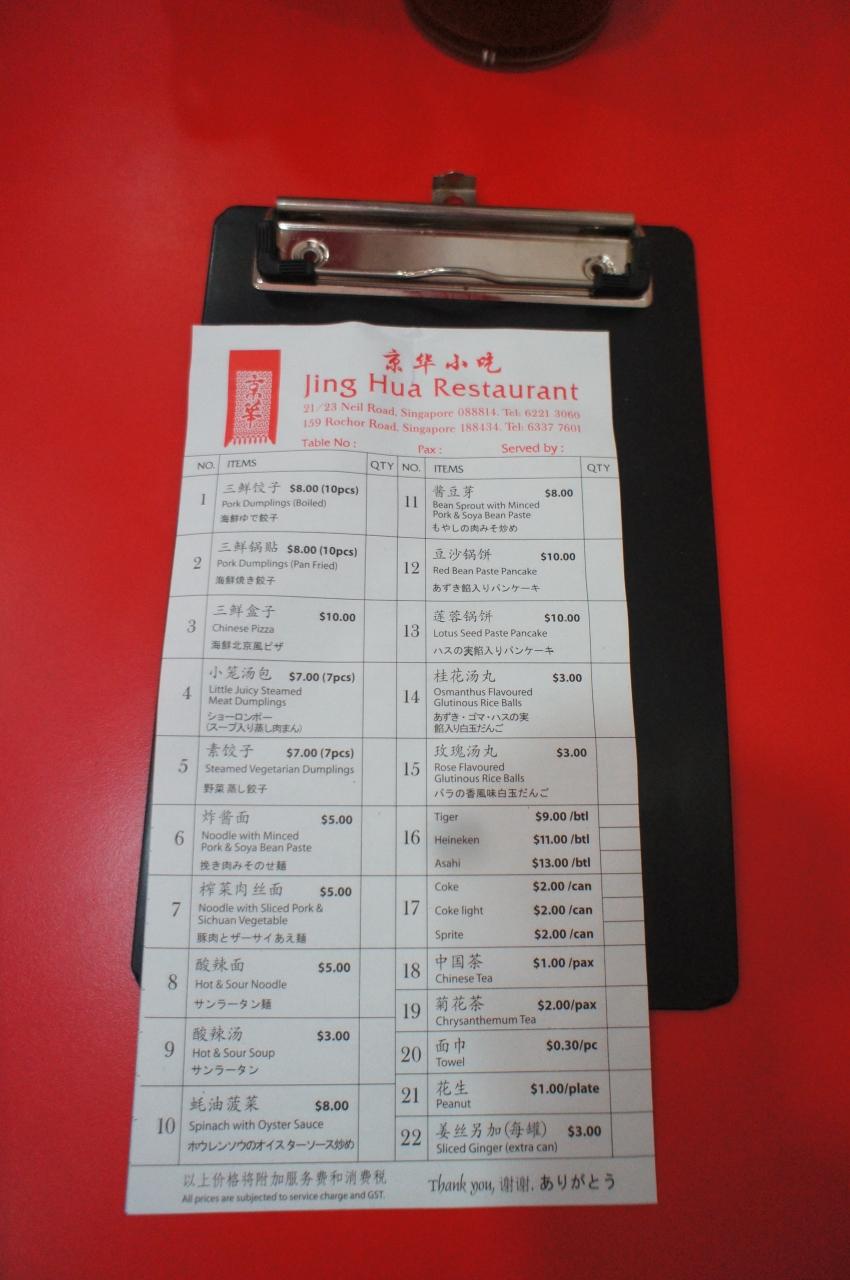 京华
京华小吃
Jing Hua Restaurant
21/23 Neil Road, Singapore 088814. Tel: 6221 3060
159 Rochor Road, Singapore 188434. Tel: 6337 7601
Table No : Pax : Served by :
NO. ITEMS QTY
1 三鲜饺子 $8.00 (10pcs)
Pork Dumplings (Boiled)
海鮮ゆで餃子
2 三鲜锅贴 $8.00 (10pcs)
Pork Dumplings (Pan Fried)
海鮮焼き餃子
3 三鲜盒子 $10.00
Chinese Pizza
海鮮北京風ピザ
4 小笼汤包 $7.00 (7pcs)
Little Juicy Steamed
Meat Dumplings
ショーロンポー
(スープ入り蒸し肉まん)
5 素饺子 $7.00 (7pcs)
Steamed Vegetarian Dumplings
野菜蒸し餃子
6 炸酱面 $5.00
Noodle with Minced
Pork & Soya Bean Paste
挽き肉みそのせ麺
7 榨菜肉丝面 $5.00
Noodle with Sliced Pork &
Sichuan Vegetable
豚肉とザーサイあえ麺
8 酸辣面 $5.00
Hot & Sour Noodle
サンラータン麺
9 酸辣汤 $3.00
Hot & Sour Soup
サンラータン
10 蚝油菠菜 $8.00
Spinach with Oyster Sauce
ホウレンソウのオイスターソース炒め
NO. ITEMS QTY
11 酱豆芽 $8.00
Bean Sprout with Minced
Pork & Soya Bean Paste
もやしの肉みそ炒め
12 豆沙锅饼 $10.00
Red Bean Paste Pancake
あずき餡入りパンケーキ
13 莲蓉锅饼 $10.00
Lotus Seed Paste Pancake
ハスの実餡入りパンケーキ
14 桂花汤丸 $3.00
Osmanthus Flavoured
Glutinous Rice Balls
あずき・ゴマ・ハスの実
餡入り白玉だんご
15 玫瑰汤丸 $3.00
Rose Flavoured
Glutinous Rice Balls
バラの香風味白玉だんご
16 Tiger $9.00 /btl
Heineken $11.00 /btl
Asahi $13.00 /btl
17 Coke $2.00 /can
Coke light $2.00 /can
Sprite $2.00 /can
18 中国茶 $1.00 /pax
Chinese Tea
19 菊花茶 $2.00/pax
Chrysanthemum Tea
20 面巾 $0.30/pc
Towel
21 花生 $1.00/plate
Peanut
22 姜丝另加(每罐) $3.00
Sliced Ginger (extra can)
以上价格将附加服务费和消费税
All prices are subjected to service charge and GST.
Thank you, 谢谢, ありがとう